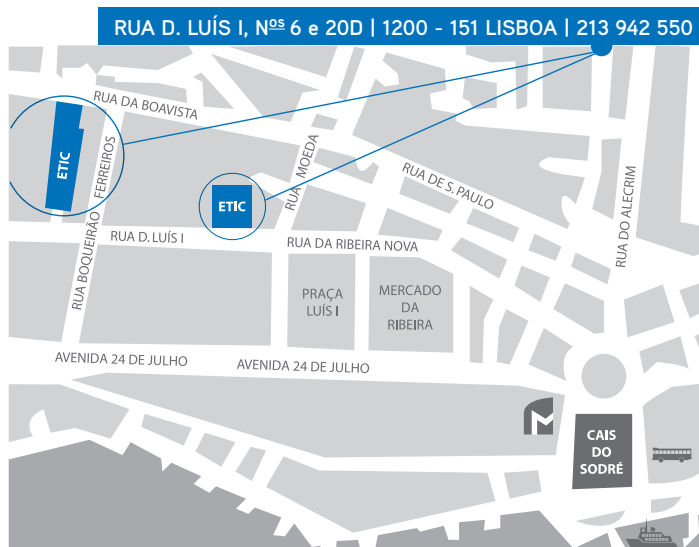 RUA D. LUÍS I, Nos 6 e 20D | 1200 - 151 LISBOA | 213 942 550
RUA DA BOAVISTA
ETIC
RUA BOQUEIRÃO FERREIROS
RUA MOEDA
ETIC
RUA DE S. PAULO
RUA DO ALECRIM
RUA D. LUÍS I
RUA DA RIBEIRA NOVA
PRAÇA
LUÍS I
MERCADO
DA
RIBEIRA
AVENIDA 24 DE JULHO
AVENIDA 24 DE JULHO
M
CAIS
DO
SODRÉ